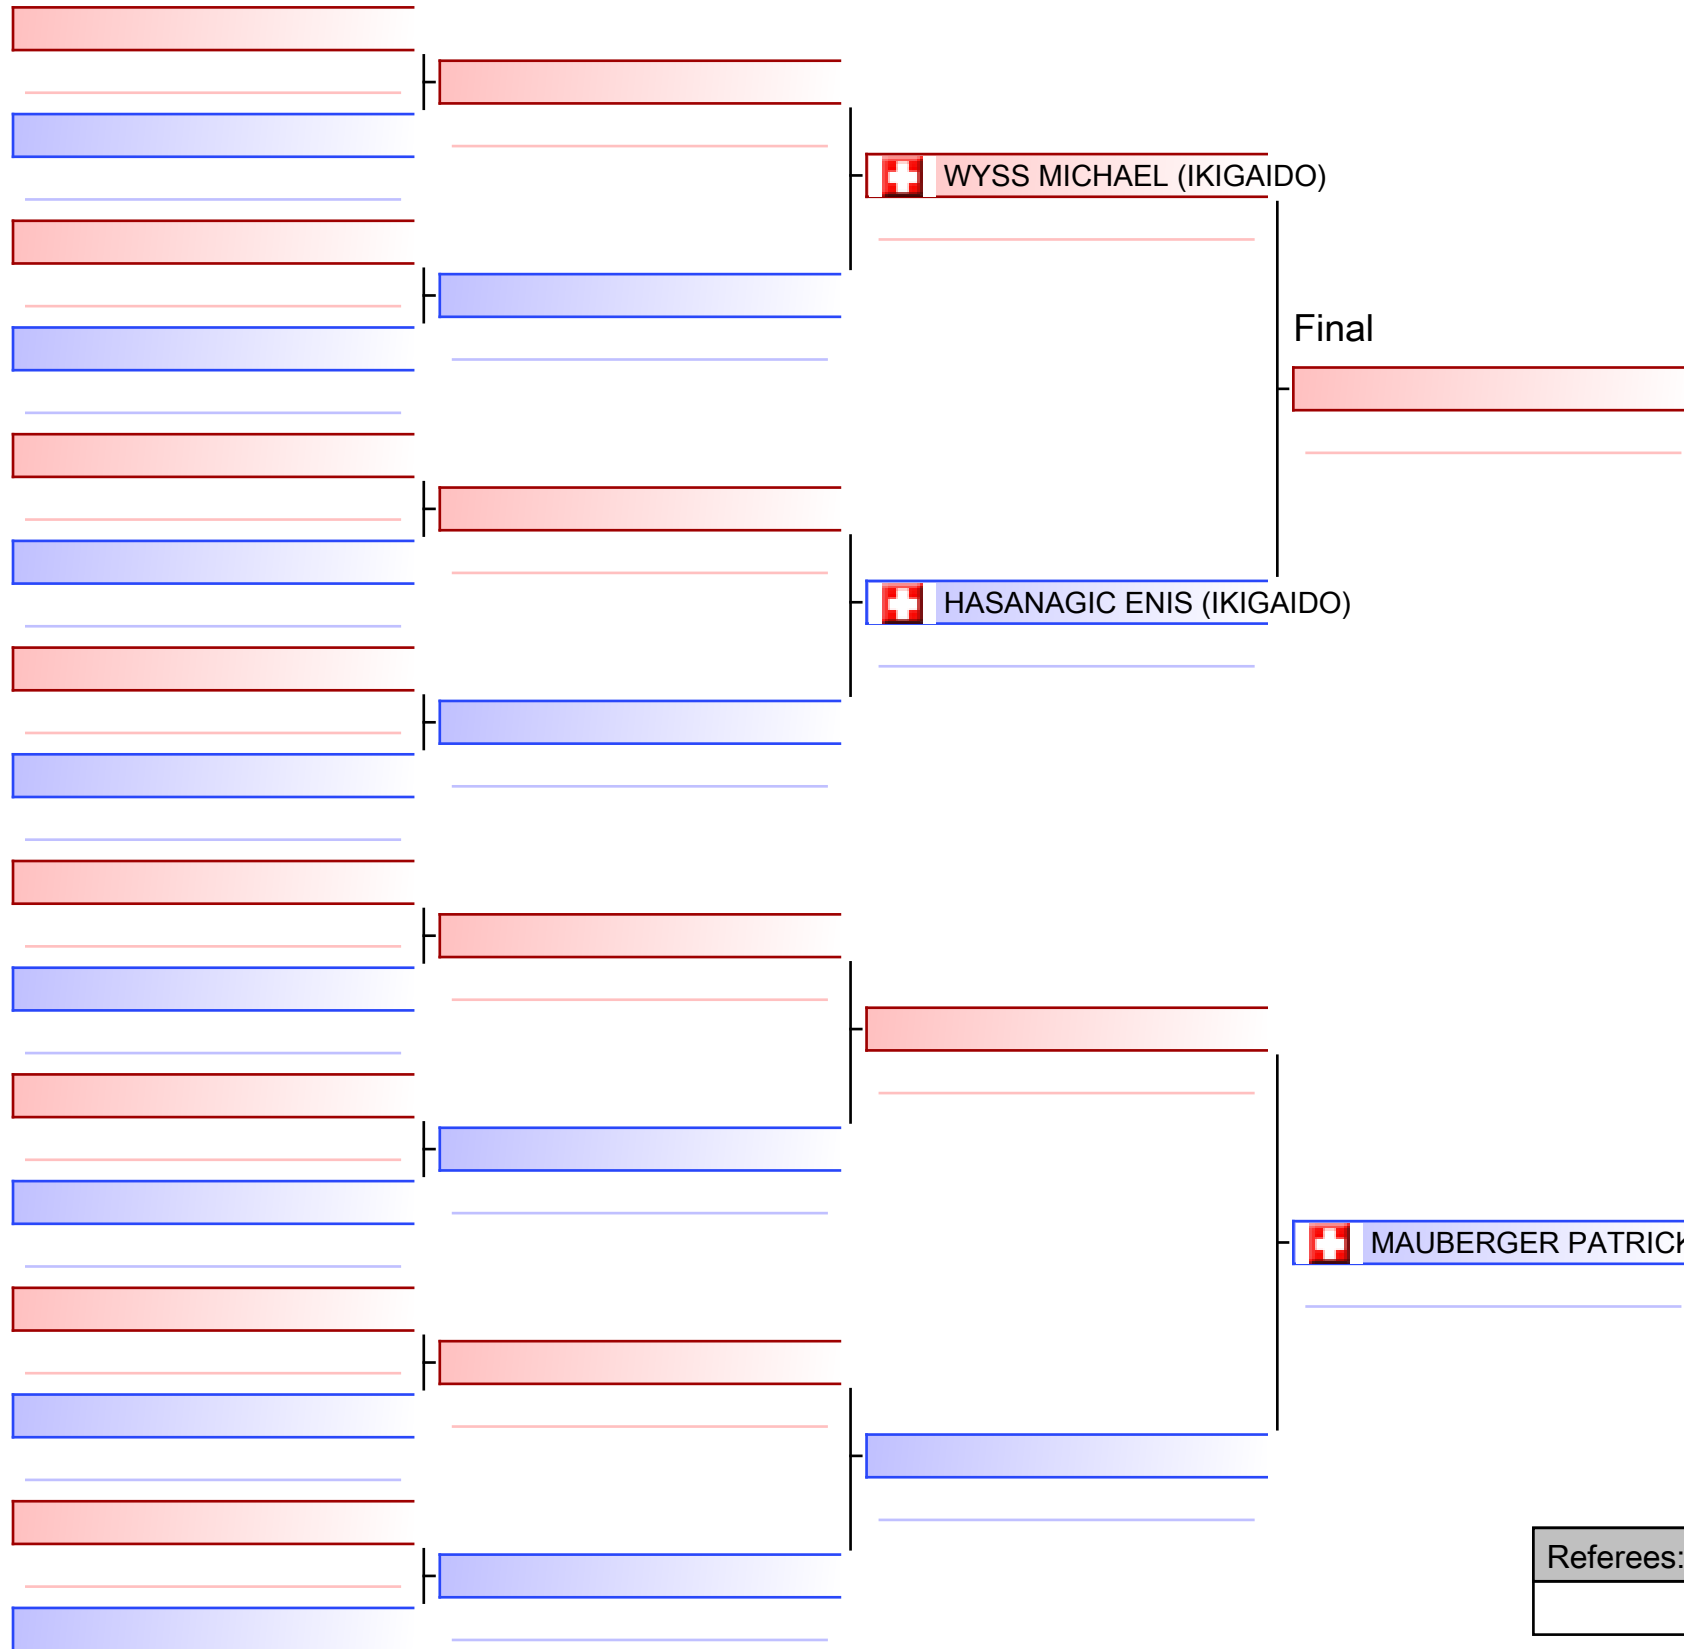 WYSS MICHAEL (IKIGAIDO)
Final
HASANAGIC ENIS (IKIGAIDO)
MAUBERGER PATRICK
Referees: